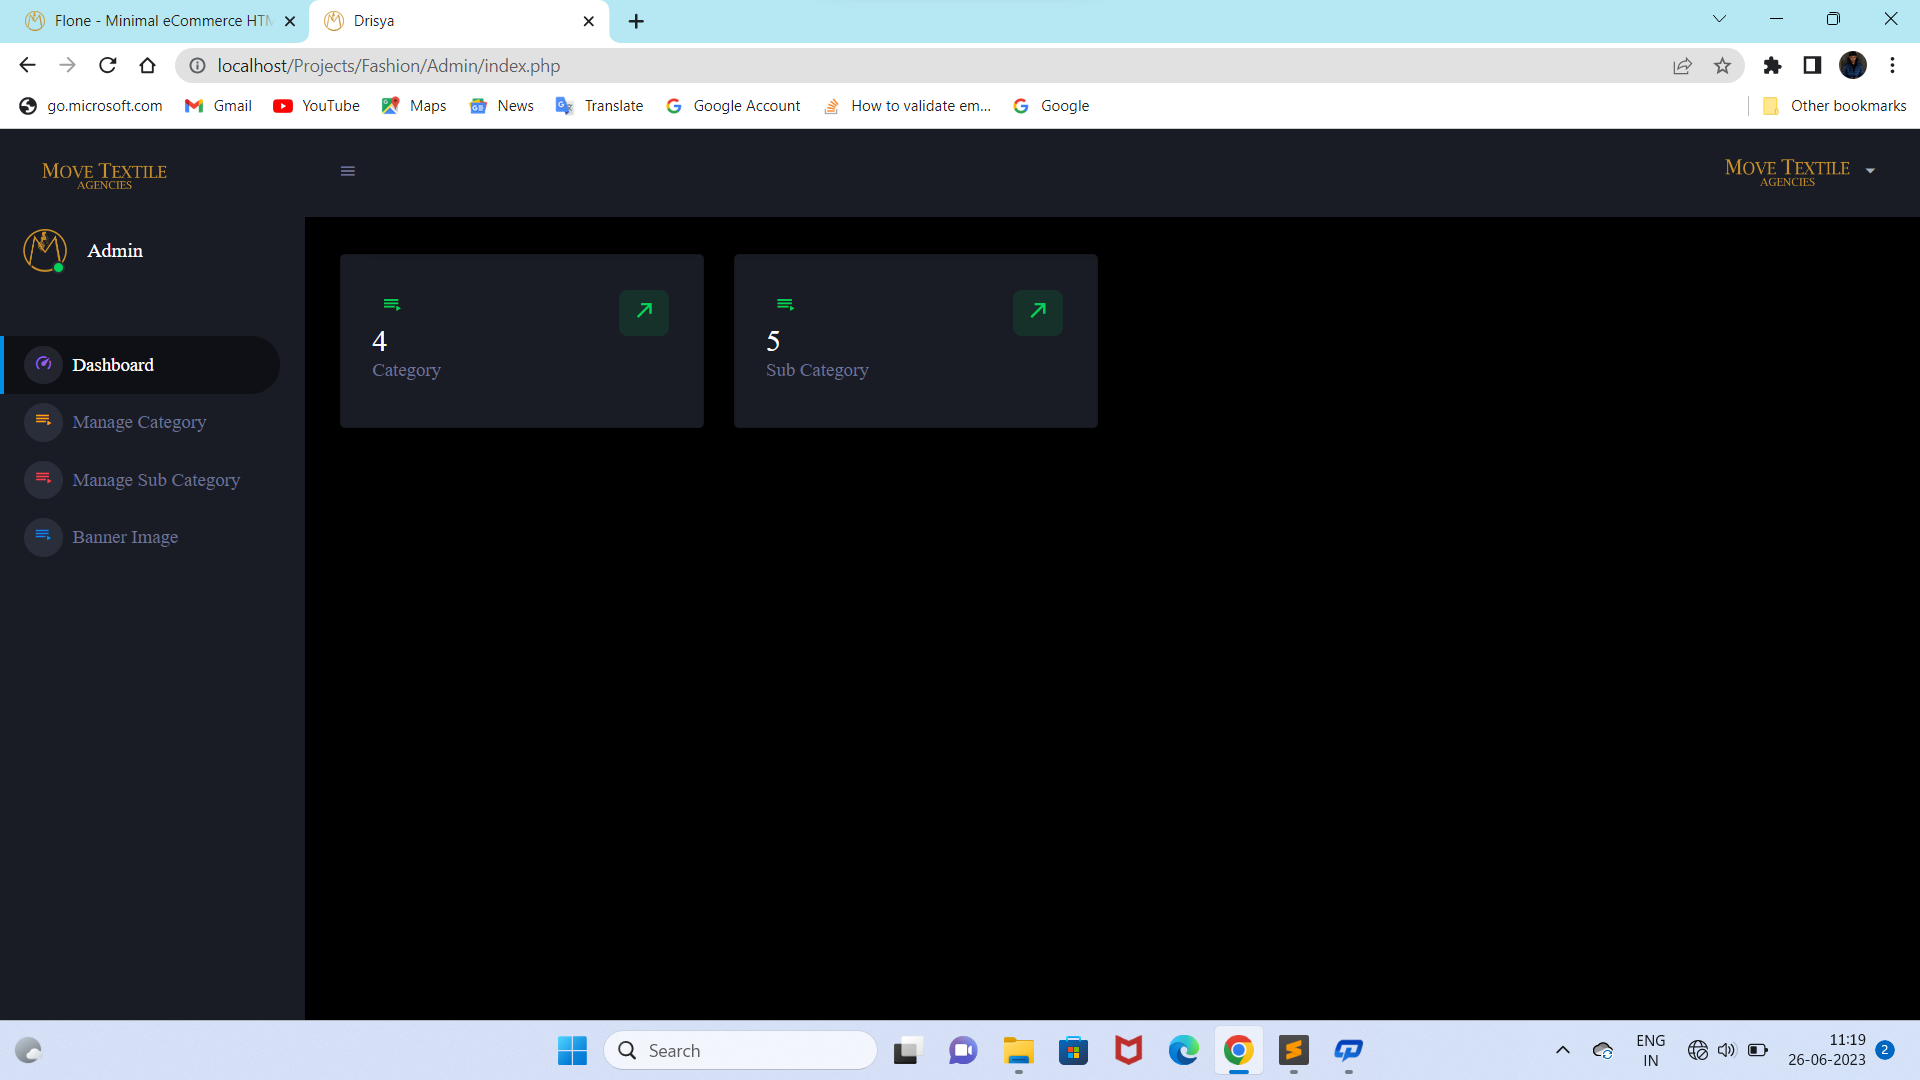 Flone - Minimal eCommerce HTM
Drisya
localhost/Projects/Fashion/Admin/index.php
go.microsoft.com
Gmail
YouTube
Maps
News
Translate
Google Account
How to validate em...
Google
Other bookmarks
MOVE TEXTILE
AGENCIES
MOVE TEXTILE
AGENCIES
Admin
4
Category
5
Sub Category
Dashboard
Manage Category
Manage Sub Category
Banner Image
Search
ENG
IN
11:19
26-06-2023
2